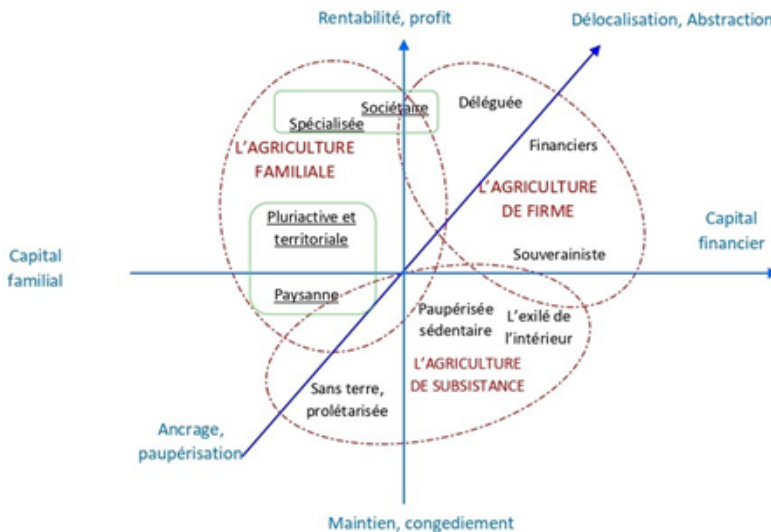 Rentabilité, profit
Délocalisation, Abstraction
Sociétaire
Spécialisée
L'AGRICULTURE
FAMILIALE
Déléguée
Financiers
L'AGRICULTURE
DE FIRME
Pluriactive et
territoriale
Capital
financier
Souverainiste
Capital
familial
Paysanne
Paupérisée
sédentaire
L'exilé de
l'intérieur
L'AGRICULTURE
DE SUBSISTANCE
Sans terre,
prolétarisée
Ancrage,
paupérisation
Maintien, congediement